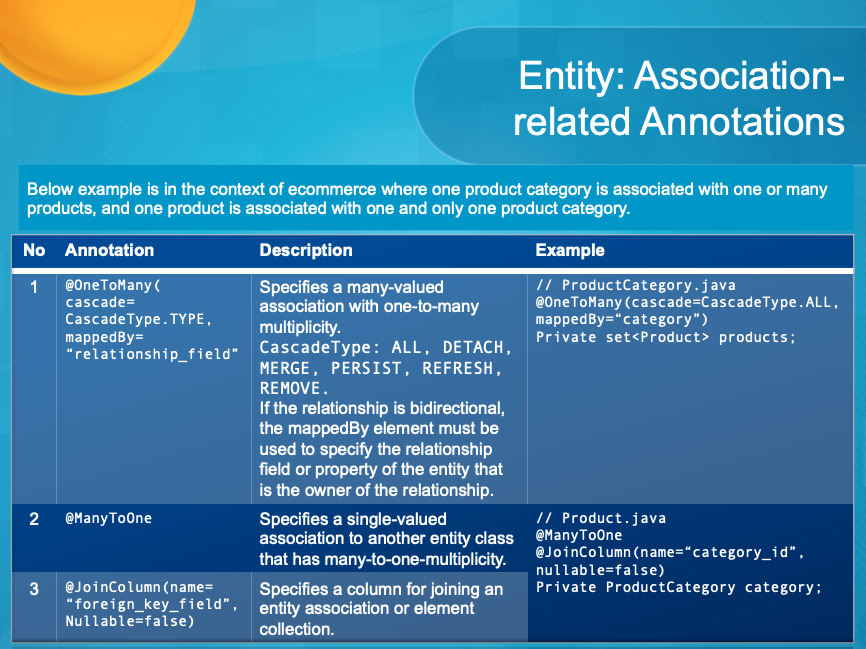 Entity: Association-
related Annotations
Below example is in the context of ecommerce where one product category is associated with one or many
products, and one product is associated with one and only one product category.
No Annotation Description Example
1
@OneToMany(
cascade=
CascadeType.TYPE,
mappedBy=
“relationship_field”
Specifies a many-valued
association with one-to-many
multiplicity.
CascadeType: ALL, DETACH,
MERGE, PERSIST, REFRESH,
REMOVE.
If the relationship is bidirectional,
the mappedBy element must be
used to specify the relationship
field or property of the entity that
is the owner of the relationship.
// ProductCategory.java
@OneToMany(cascade=CascadeType.ALL,
mappedBy=“category”)
Private set<Product> products;
2
@ManyToOne
Specifies a single-valued
association to another entity class
that has many-to-one-multiplicity.
// Product.java
@ManyToOne
@JoinColumn(name=“category_id”,
nullable=false)
Private ProductCategory category;
3
@JoinColumn(name=
“foreign_key_field”,
Nullable=false)
Specifies a column for joining an
entity association or element
collection.